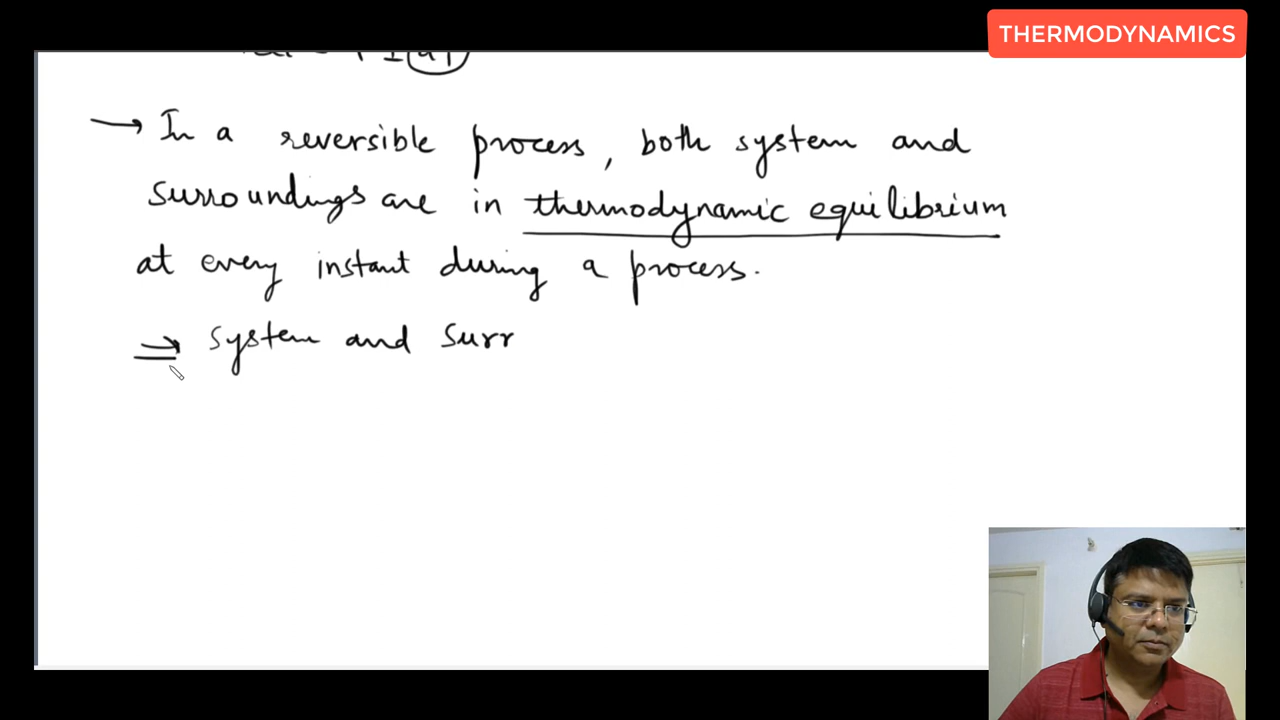 THERMODYNAMICS
→ In a reversible process, both system and
surroundings are in thermodynamic equilibrium
at every instant during a process.
⇒ System and Surr